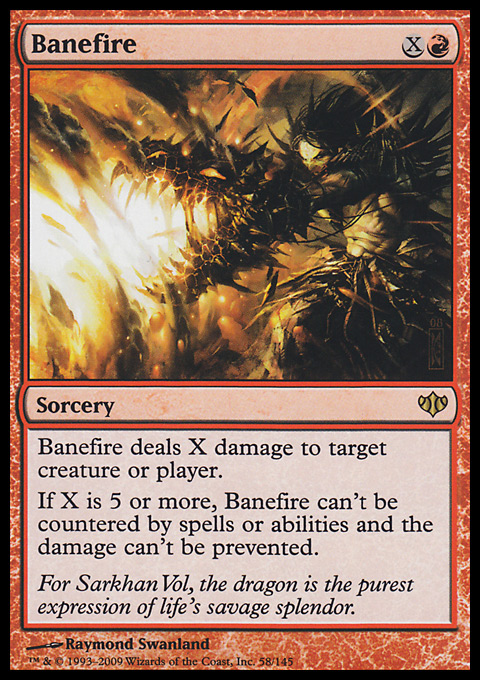 Banefire X
Sorcery
Banefire deals X damage to target
creature or player.
If X is 5 or more, Banefire can't be
countered by spells or abilities and the
damage can't be prevented.
For Sarkhan Vol, the dragon is the purest
expression of life's savage splendor.
Raymond Swanland
™ & © 1993–2009 Wizards of the Coast, Inc. 58/145